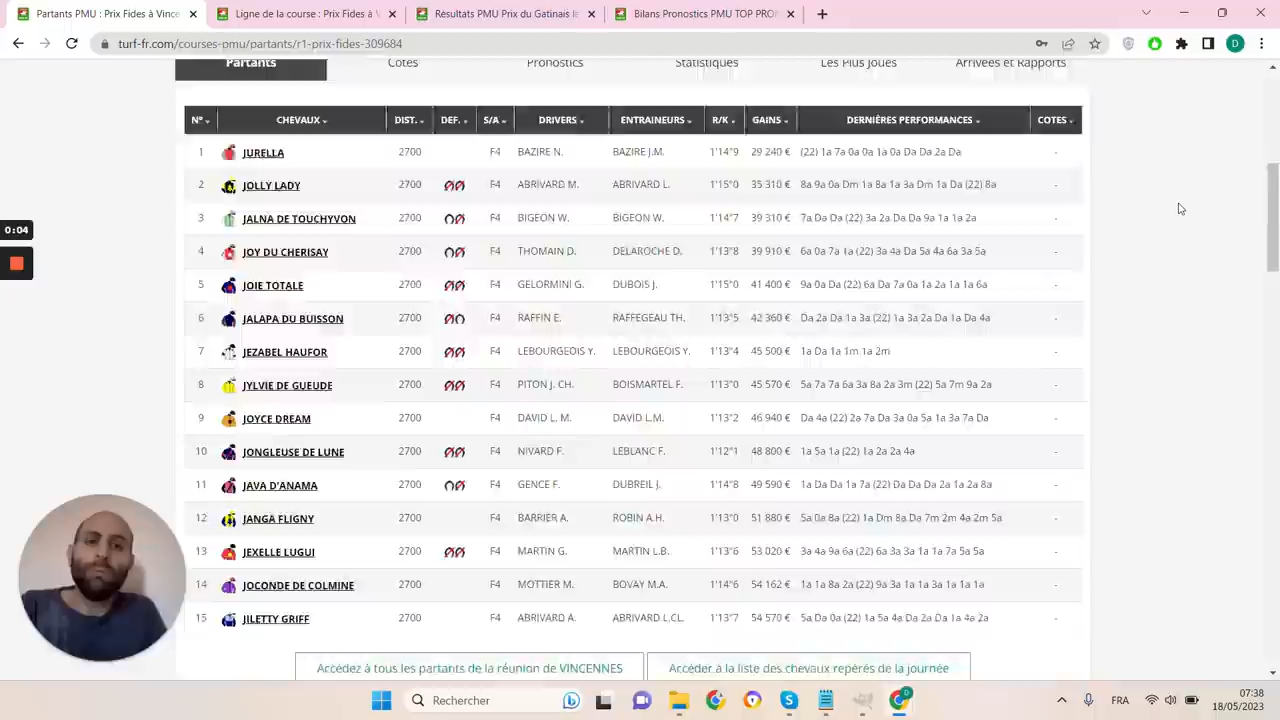 Partants PMU : Prix Fides à Vince
Ligne de la course : Prix Fides à V
Résultats PMU Prix du Gatinais le
Bilans Pronostics PMU TOP PRON
turf-fr.com/courses-pmu/partants/r1-prix-fides-309684
D
Partants Cotes Pronostics Statistiques Les Plus Joués Arrivées et Rapports
N° CHEVAUX DIST. DEF. S/A DRIVERS ENTRAINEURS R/K GAINS DERNIÈRES PERFORMANCES COTES
1 JURELLA 2700 F4 BAZIRE N. BAZIRE J.M. 1'14"9 29 240 € (22) 1a 7a 0a 0a 1a 0a Da Da 2a Da -
2 JOLLY LADY 2700 F4 ABRIVARD M. ABRIVARD L. 1'15"0 35 310 € 8a 9a 0a Dm 1a 8a 1a 3a Dm 1a Da (22) 8a -
3 JALNA DE TOUCHYVON 2700 F4 BIGEON W. BIGEON W. 1'14"7 39 310 € 7a Da Da (22) 3a 2a Da Da 9a 1a 1a 2a -
4 JOY DU CHERISAY 2700 F4 THOMAIN D. DELAROCHE D. 1'13"8 39 910 € 6a 0a 7a 1a (22) 3a 4a Da 5a 4a 6a 3a 5a -
5 JOIE TOTALE 2700 F4 GELORMINI G. DUBOIS J. 1'15"0 41 400 € 9a 0a Da (22) 6a Da 7a 0a 1a 2a 1a 1a 6a -
6 JALAPA DU BUISSON 2700 F4 RAFFIN E. RAFFEGEAU TH. 1'13"5 42 360 € Da 2a Da 1a 3a (22) 1a 3a 2a Da 1a Da 4a -
7 JEZABEL HAUFOR 2700 F4 LEBOURGEOIS Y. LEBOURGEOIS Y. 1'13"4 45 500 € 1a Da 1a 1m 1a 2m -
8 JYLVIE DE GUEUDE 2700 F4 PITON J. CH. BOISMARTEL F. 1'13"0 45 570 € 5a 7a 7a 6a 3a 8a 2a 3m (22) 5a 7m 9a 2a -
9 JOYCE DREAM 2700 F4 DAVID L. M. DAVID L.M. 1'13"2 46 940 € Da 4a (22) 2a 7a Da 3a 0a 5a 1a 3a 7a Da -
10 JONGLEUSE DE LUNE 2700 F4 NIVARD F. LEBLANC F. 1'12"1 48 800 € 1a 5a 1a (22) 1a 2a 2a 4a -
11 JAVA D'ANAMA 2700 F4 GENCE F. DUBREIL J. 1'14"8 49 590 € 1a Da Da 1a 7a (22) Da Da Da 2a 1a 2a 8a -
12 JANGA FLIGNY 2700 F4 BARRIER A. ROBIN A.H. 1'13"0 51 880 € 5a 0a 8a (22) 1a Dm 8a Da 7m 2m 4a 2m 5a -
13 JEXELLE LUGUI 2700 F4 MARTIN G. MARTIN L.B. 1'13"6 53 020 € 3a 4a 9a 6a (22) 6a 3a 3a 1a 1a 7a 5a 5a -
14 JOCONDE DE COLMINE 2700 F4 MOTTIER M. BOVAY M.A. 1'14"6 54 162 € 1a 1a 8a 2a (22) 9a 3a 1a 1a 3a 1a 1a 1a -
15 JILETTY GRIFF 2700 F4 ABRIVARD A. ABRIVARD L.CL. 1'13"7 54 570 € 5a Da 0a (22) 1a 5a 4a Da 2a Da 1a 4a 2a -
0:04
Accédez à tous les partants de la réunion de VINCENNES
Accéder à la liste des chevaux repérés de la journée
Rechercher
FRA
07:38
18/05/2023